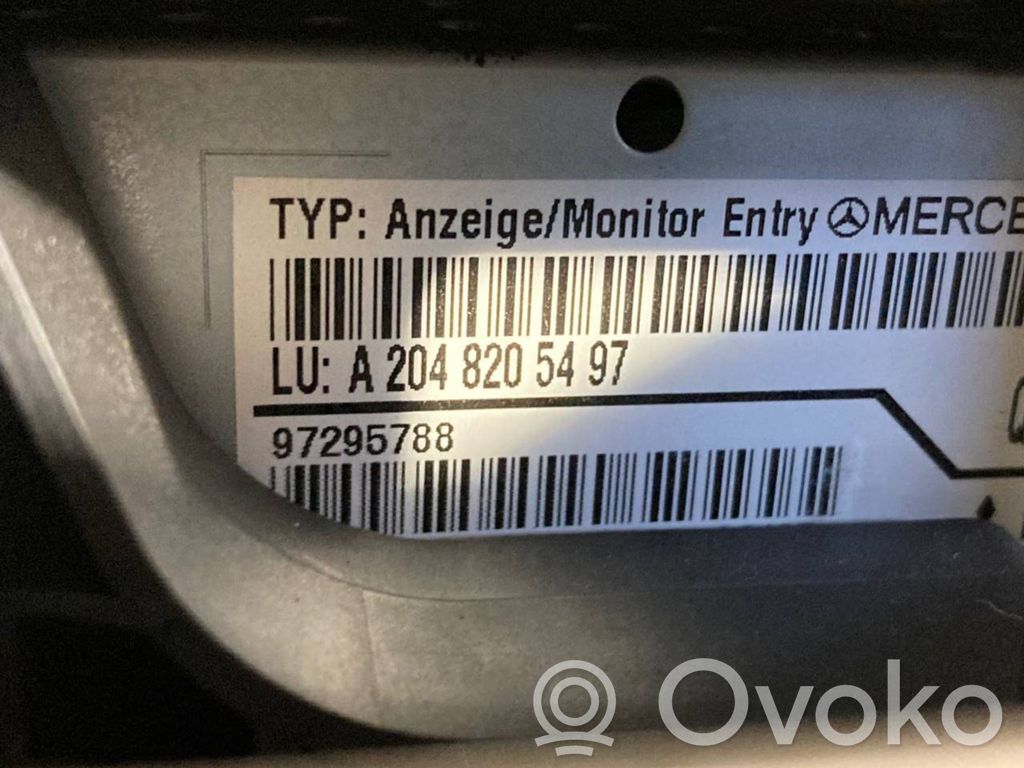 TYP: Anzeige/Monitor Entry MERCE
LU: A 204 820 54 97
97295788
Ovoko